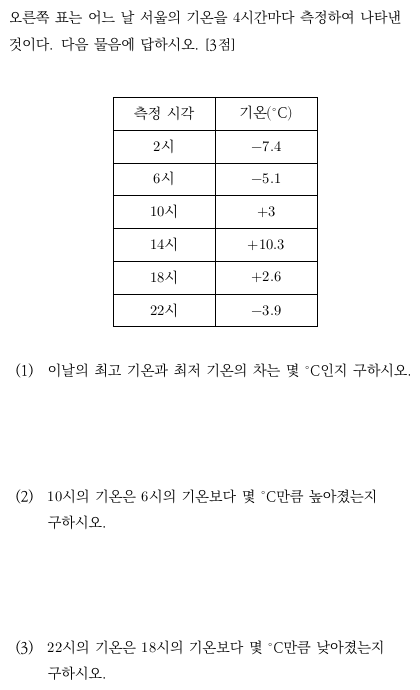 오른쪽 표는 어느 날 서울의 기온을 4시간마다 측정하여 나타낸
것이다. 다음 물음에 답하시오. [3점]
측정 시각 기온(°C)
2시 −7.4
6시 −5.1
10시 +3
14시 +10.3
18시 +2.6
22시 −3.9
(1) 이날의 최고 기온과 최저 기온의 차는 몇 °C인지 구하시오.
(2) 10시의 기온은 6시의 기온보다 몇 °C만큼 높아졌는지
구하시오.
(3) 22시의 기온은 18시의 기온보다 몇 °C만큼 낮아졌는지
구하시오.